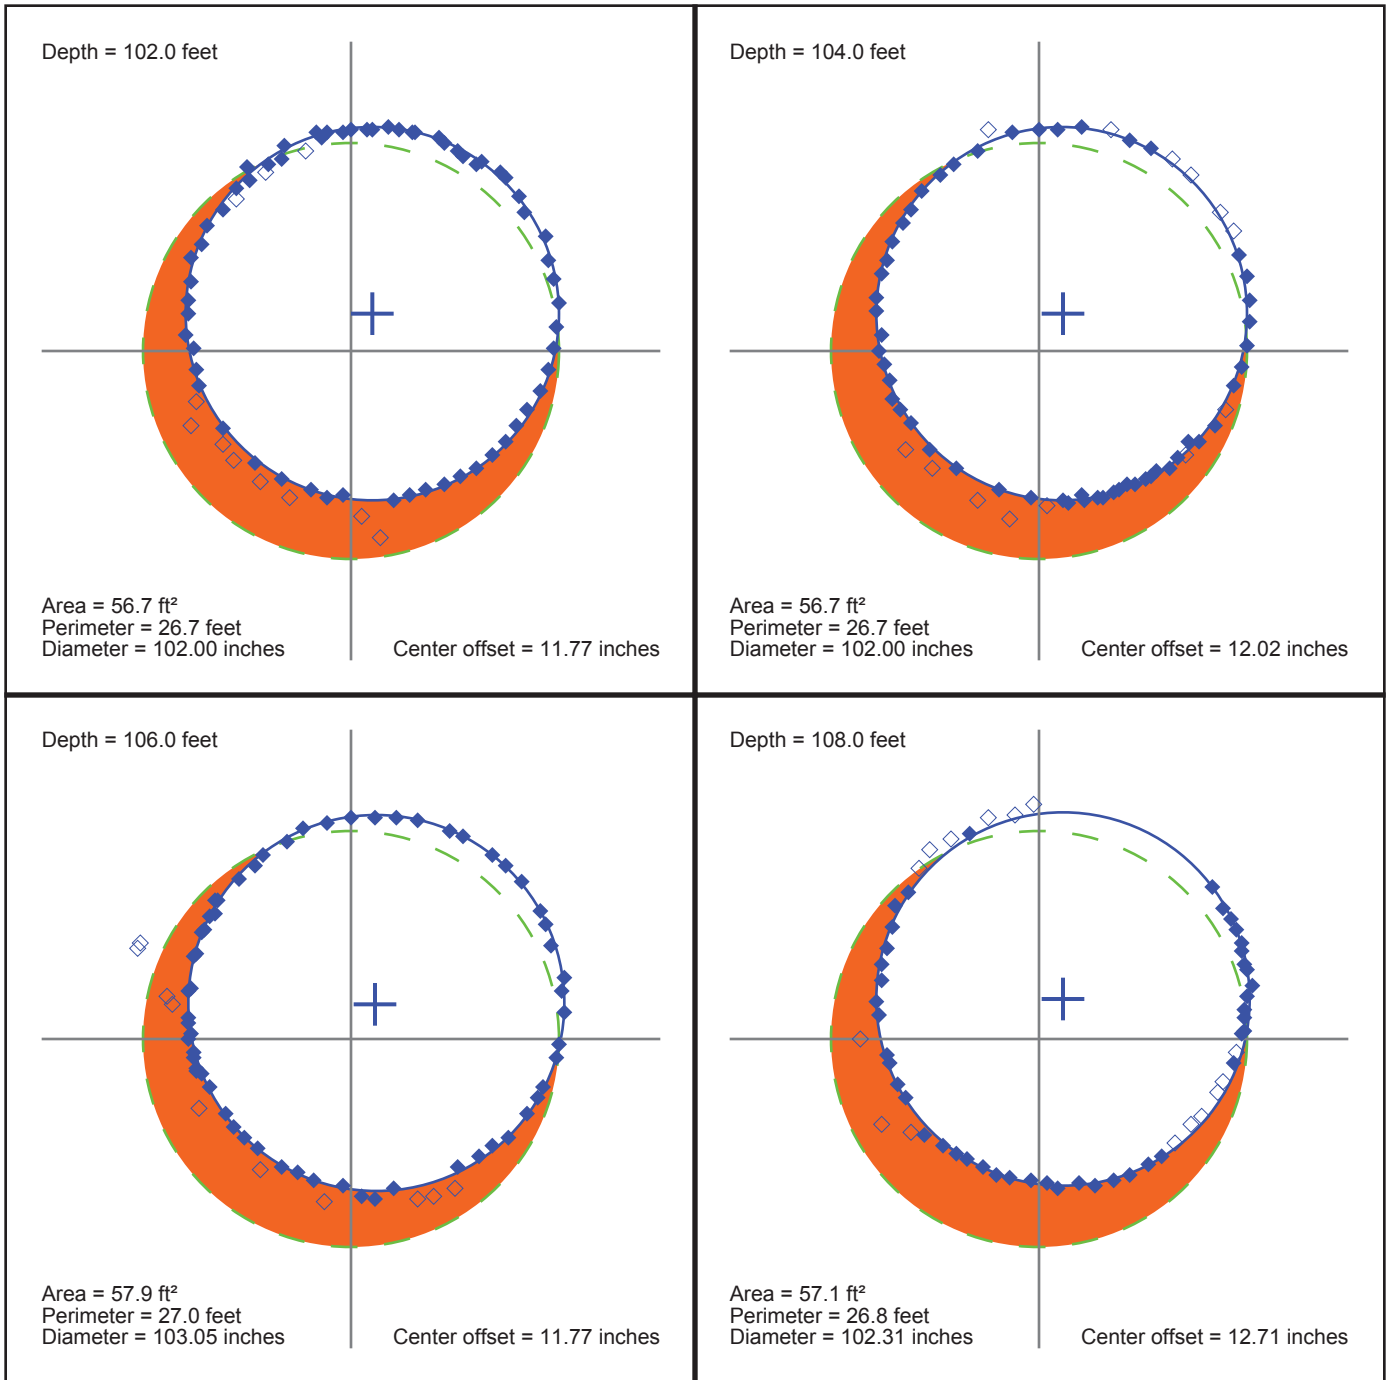 Depth = 102.0 feet
Area = 56.7 ft²
Perimeter = 26.7 feet
Diameter = 102.00 inches
Center offset = 11.77 inches
Depth = 104.0 feet
Area = 56.7 ft²
Perimeter = 26.7 feet
Diameter = 102.00 inches
Center offset = 12.02 inches
Depth = 106.0 feet
Area = 57.9 ft²
Perimeter = 27.0 feet
Diameter = 103.05 inches
Center offset = 11.77 inches
Depth = 108.0 feet
Area = 57.1 ft²
Perimeter = 26.8 feet
Diameter = 102.31 inches
Center offset = 12.71 inches